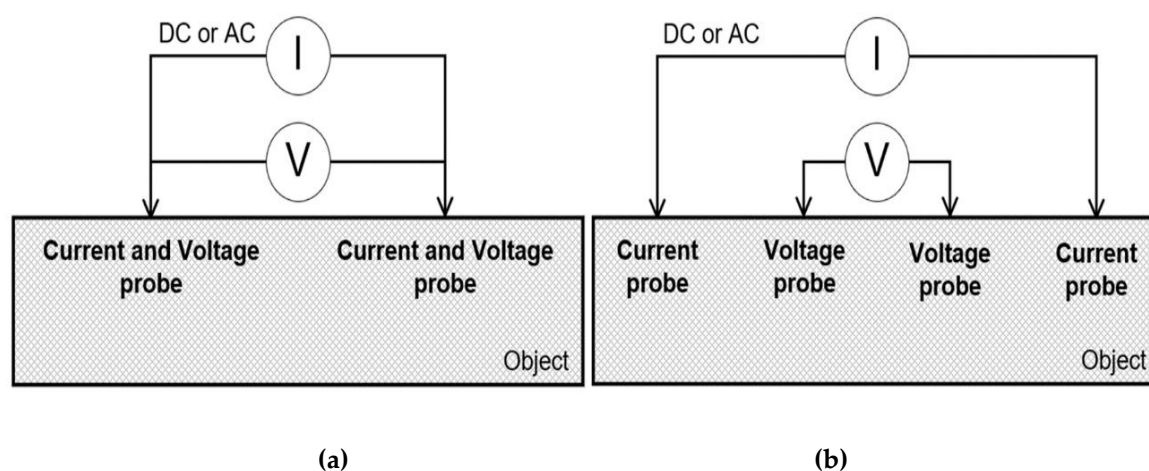 DC or AC
I
V
Current and Voltage
probe
Current and Voltage
probe
Object
(a)
DC or AC
I
V
Current
probe
Voltage
probe
Voltage
probe
Current
probe
Object
(b)